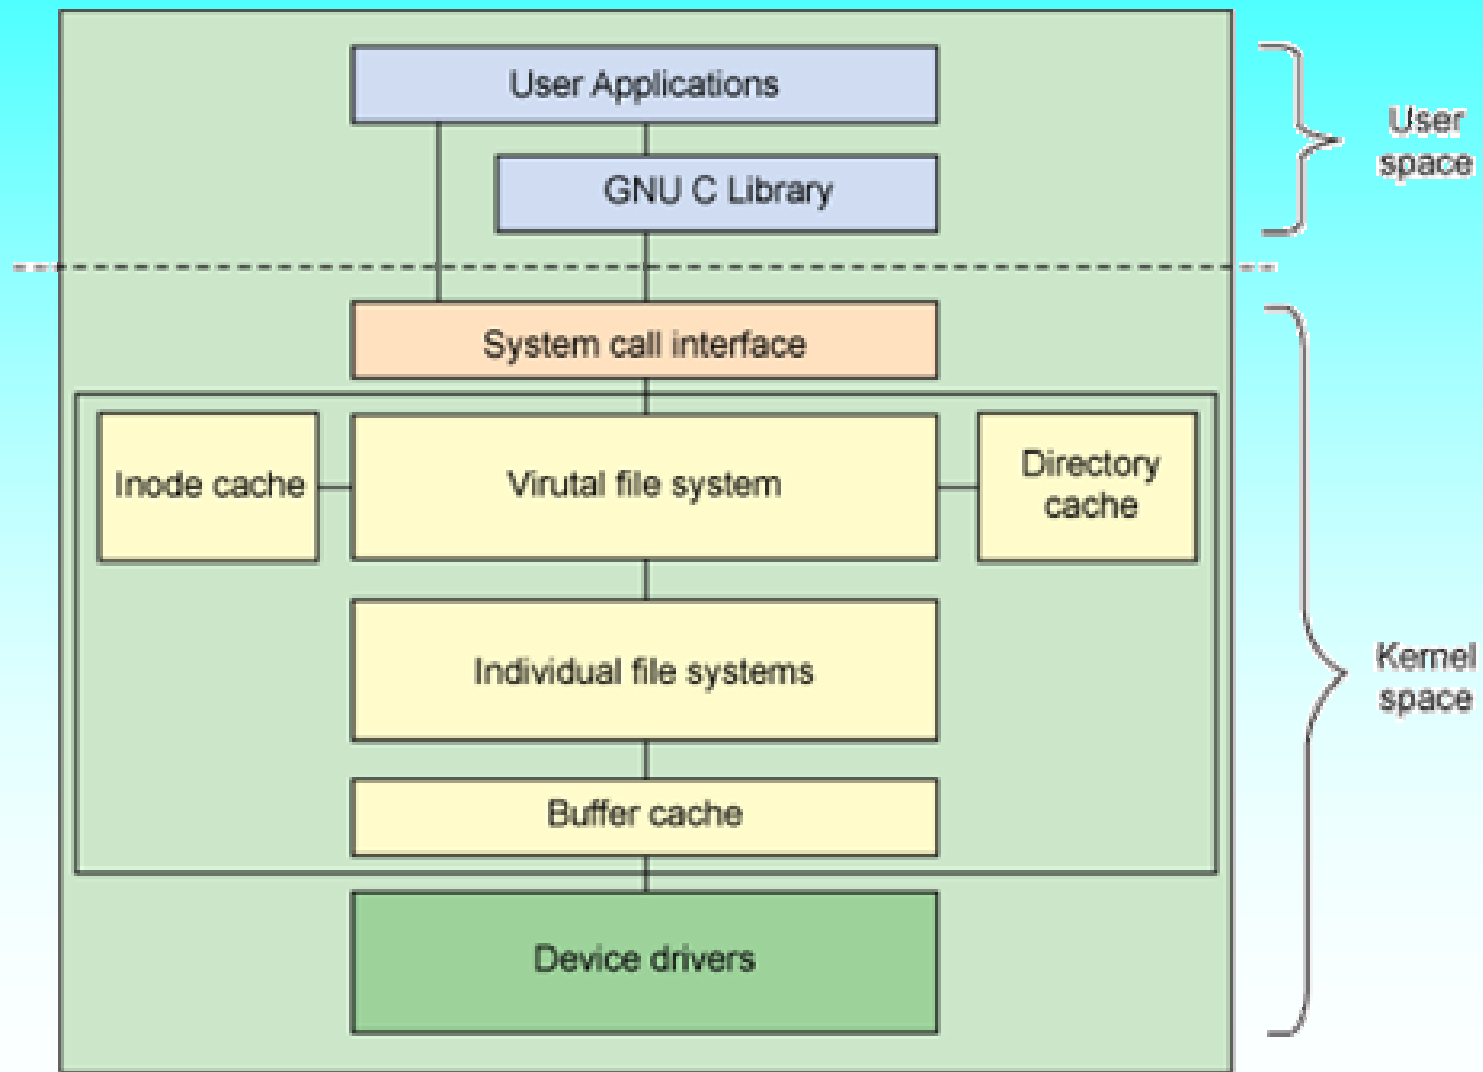 User Applications
User
space
GNU C Library
System call interface
Inode cache
Virutal file system
Directory
cache
Individual file systems
Kernel
space
Buffer cache
Device drivers